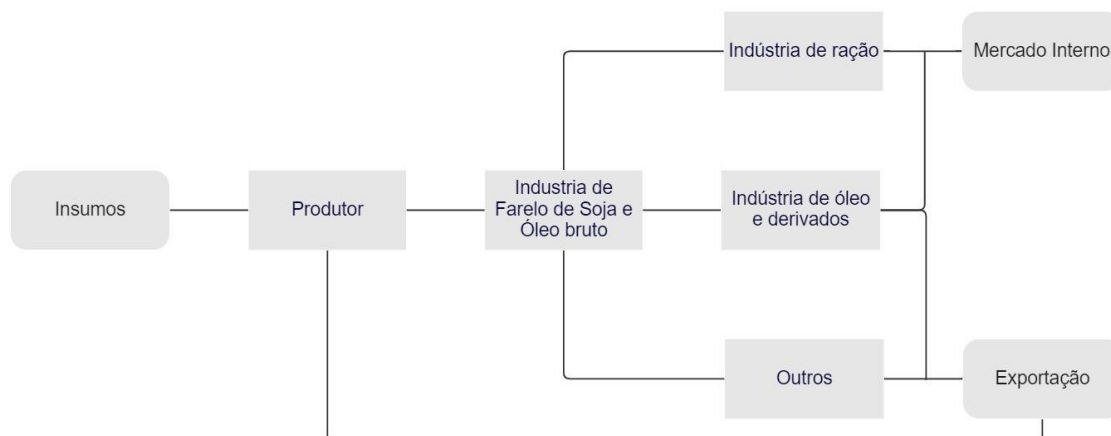 Indústria de ração
Mercado Interno
Insumos
Produtor
Industria de
Farelo de Soja e
Óleo bruto
Indústria de óleo
e derivados
Outros
Exportação